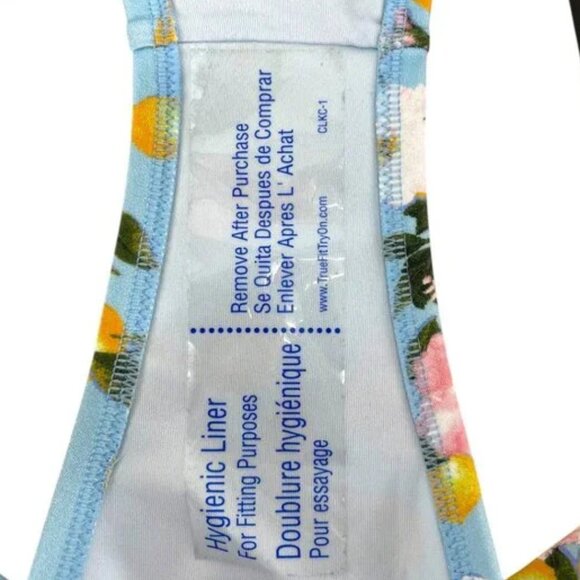 Hygienic Liner
For Fitting Purposes
Doublure hygiénique
Pour essayage
Remove After Purchase
Se Quita Despues de Comprar
Enlever Apres L' Achat
www.TrueFitTryOn.com
CLKC-1